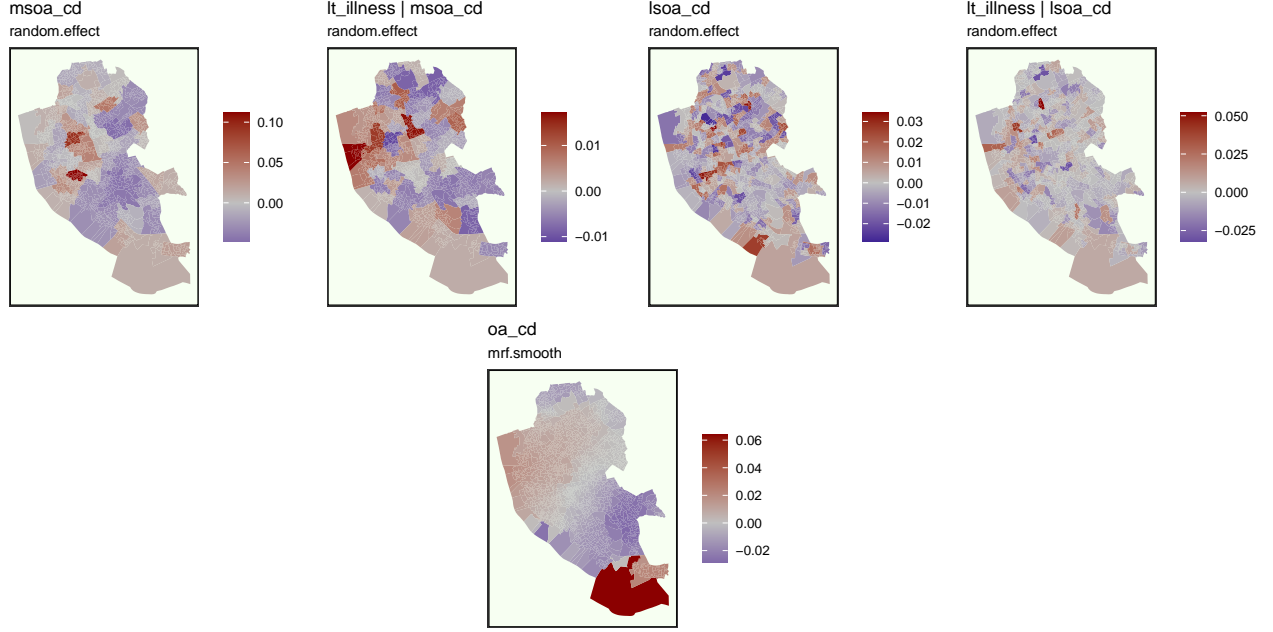 msoa_cd
random.effect
0.10
0.05
0.00
lt_illness | msoa_cd
random.effect
0.01
0.00
−0.01
lsoa_cd
random.effect
0.03
0.02
0.01
0.00
−0.01
−0.02
lt_illness | lsoa_cd
random.effect
0.050
0.025
0.000
−0.025
oa_cd
mrf.smooth
0.06
0.04
0.02
0.00
−0.02